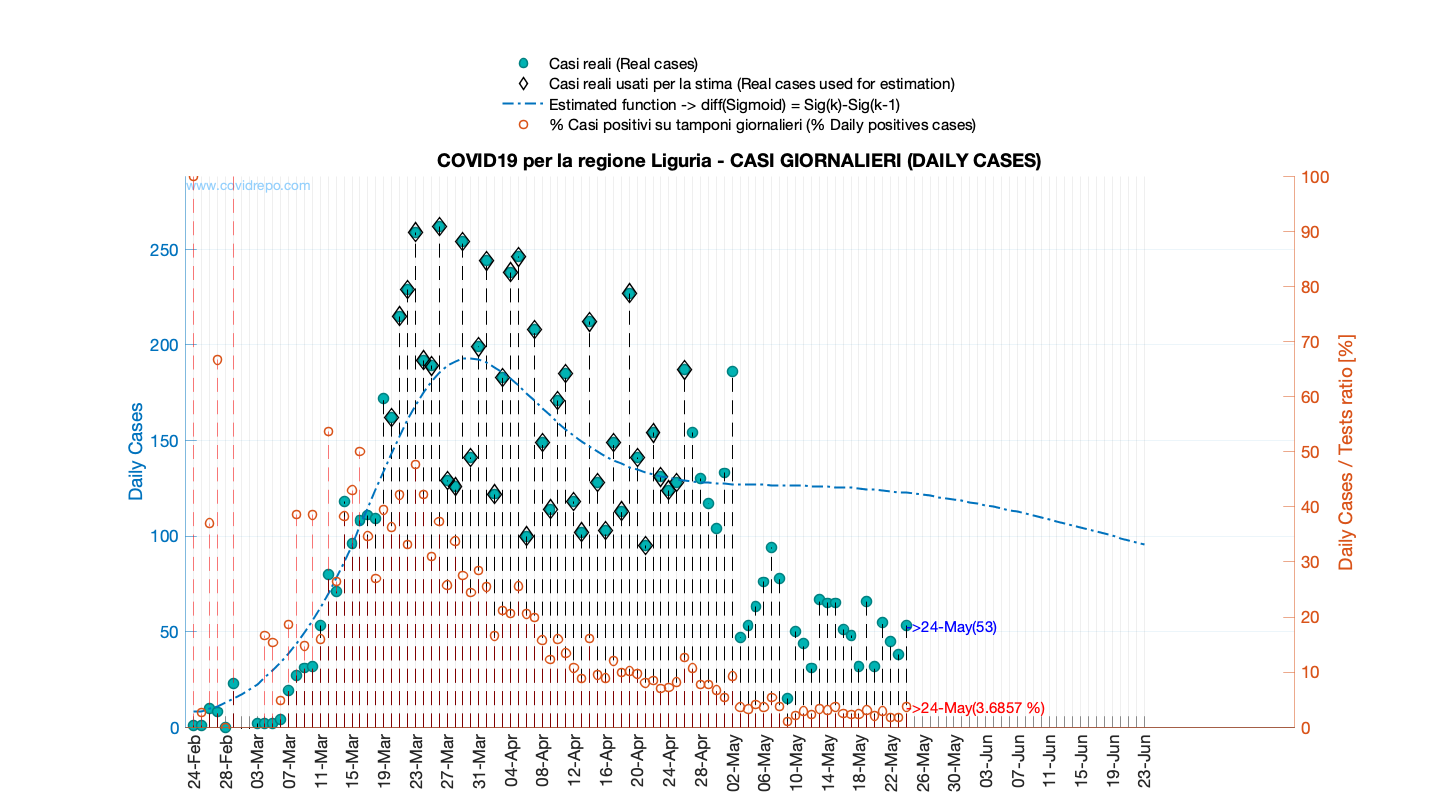 Casi reali (Real cases)
Casi reali usati per la stima (Real cases used for estimation)
Estimated function -> diff(Sigmoid) = Sig(k)-Sig(k-1)
% Casi positivi su tamponi giornalieri (% Daily positives cases)
COVID19 per la regione Liguria - CASI GIORNALIERI (DAILY CASES)
www.covidrepo.com
Daily Cases
250
200
150
100
50
0
100
90
80
70
60
50
40
30
20
10
0
Daily Cases / Tests ratio [%]
>24-May(53)
>24-May(3.6857 %)
24-Feb
28-Feb
03-Mar
07-Mar
11-Mar
15-Mar
19-Mar
23-Mar
27-Mar
31-Mar
04-Apr
08-Apr
12-Apr
16-Apr
20-Apr
24-Apr
28-Apr
02-May
06-May
10-May
14-May
18-May
22-May
26-May
30-May
03-Jun
07-Jun
11-Jun
15-Jun
19-Jun
23-Jun